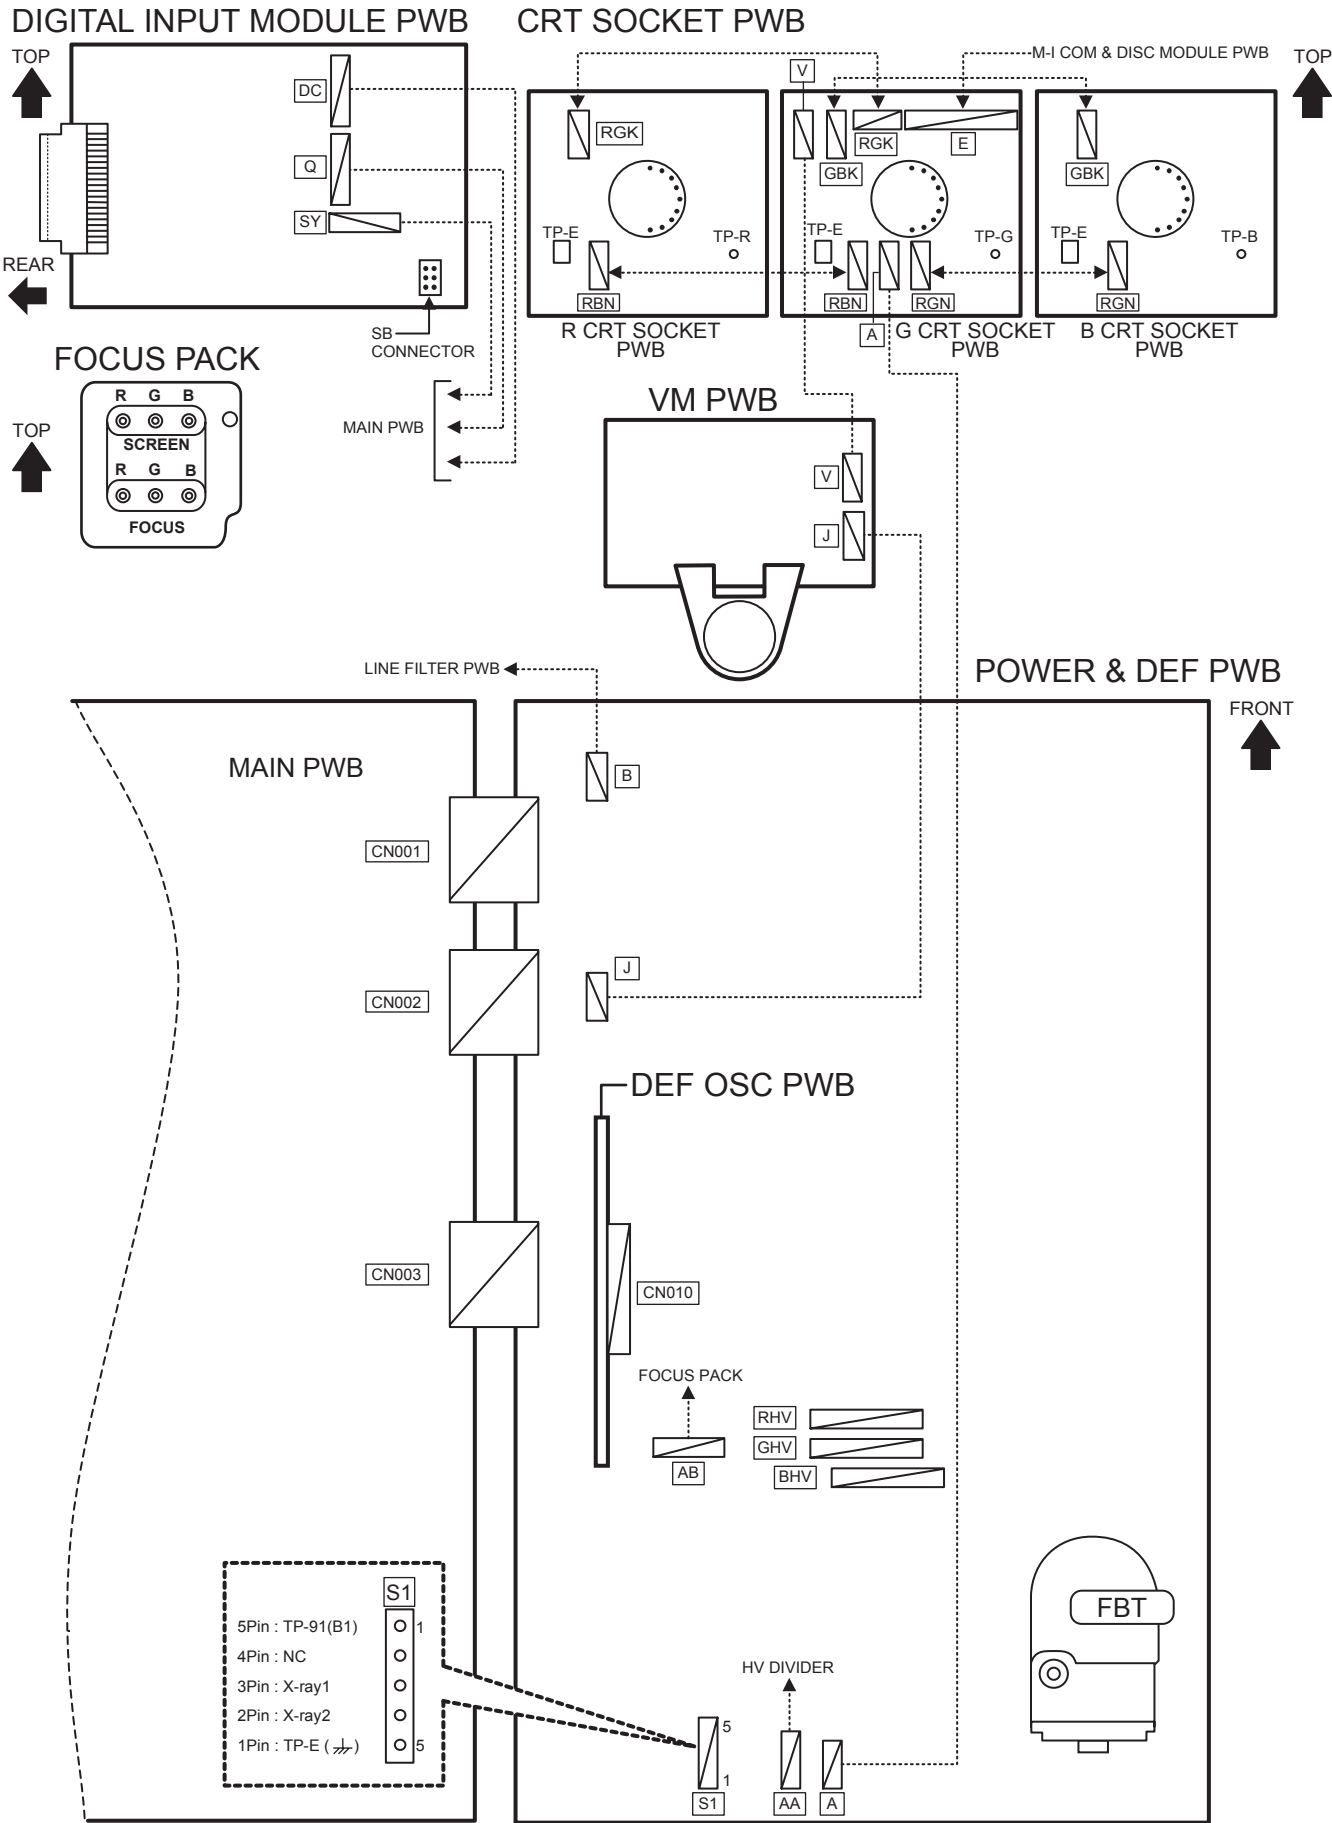 DIGITAL INPUT MODULE PWB
CRT SOCKET PWB
TOP
DC
Q
SY
REAR
SB
CONNECTOR
MAIN PWB
V
M-I COM & DISC MODULE PWB
TOP
RGK
TP-E
TP-R
RBN
R CRT SOCKET
PWB
GBK
RGK
E
TP-E
TP-G
RBN
A
RGN
G CRT SOCKET
PWB
GBK
TP-E
TP-B
RGN
B CRT SOCKET
PWB
FOCUS PACK
TOP
R G B
SCREEN
R G B
FOCUS
VM PWB
V
J
LINE FILTER PWB
POWER & DEF PWB
FRONT
MAIN PWB
B
CN001
J
CN002
DEF OSC PWB
CN003
CN010
FOCUS PACK
AB
RHV
GHV
BHV
S1
5Pin : TP-91(B1) 1
4Pin : NC
3Pin : X-ray1
2Pin : X-ray2
1Pin : TP-E ( ) 5
FBT
HV DIVIDER
5
1
S1
AA
A